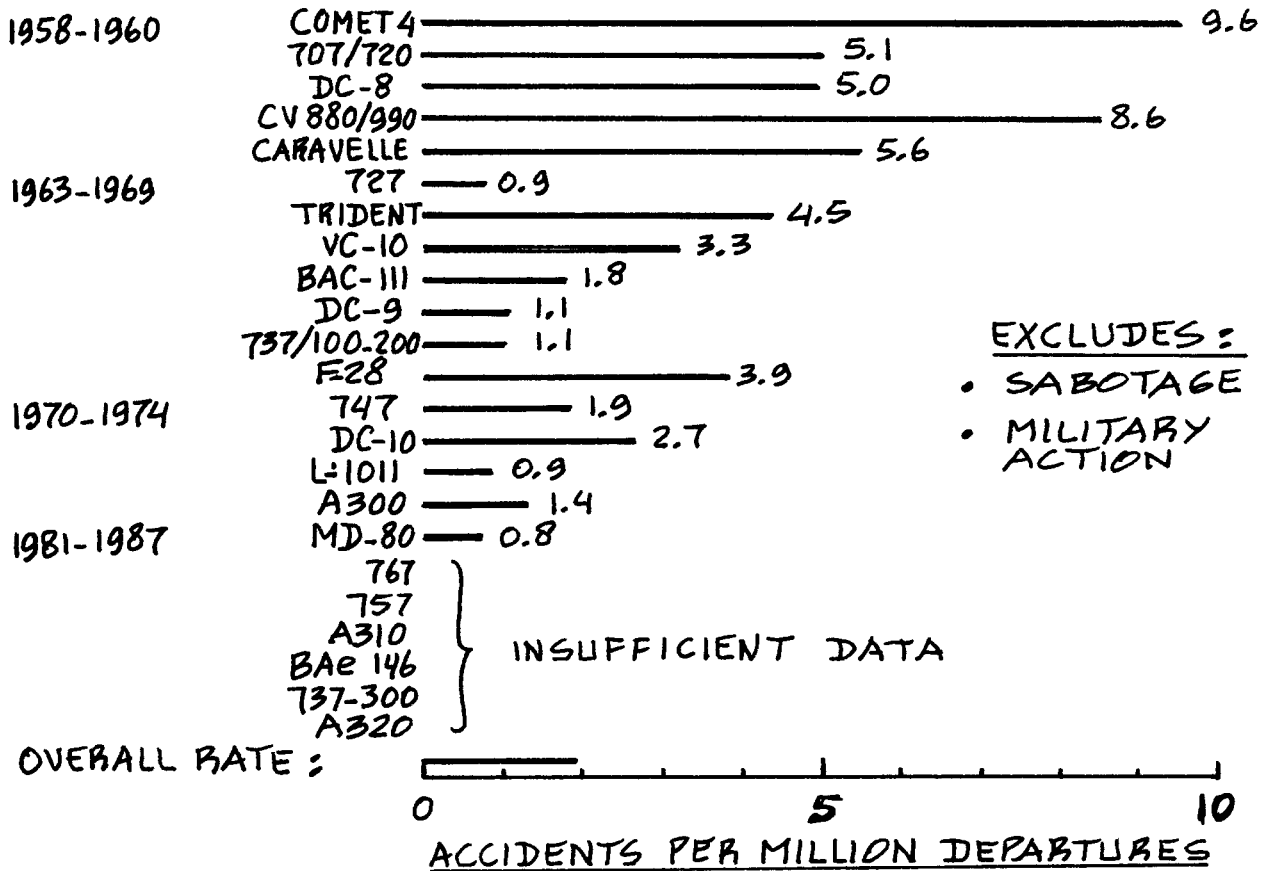 1958-1960 COMET 4 9.6
707/720 5.1
DC-8 5.0
CV 880/990 8.6
CARAVELLE 5.6
1963-1969 727 0.9
TRIDENT 4.5
VC-10 3.3
BAC-111 1.8
DC-9 1.1
737/100-200 1.1
F-28 3.9
1970-1974 747 1.9
DC-10 2.7
L-1011 0.9
A300 1.4
1981-1987 MD-80 0.8
767
757
A310
BAe 146
737-300
A320
INSUFFICIENT DATA
EXCLUDES:
• SABOTAGE
• MILITARY
ACTION
OVERALL RATE:
0 5 10
ACCIDENTS PER MILLION DEPARTURES